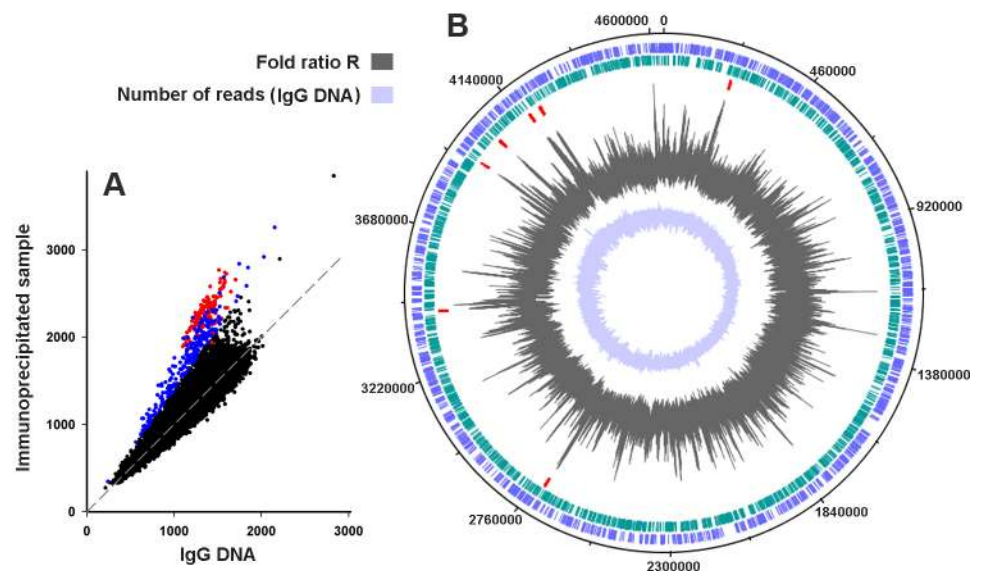 B
4600000 0
Fold ratio R
Number of reads (IgG DNA)
4140000
460000
A
3680000
920000
Immunoprecipitated sample
3000
2000
1000
0
3220000
1380000
0 1000 2000 3000
IgG DNA
2760000
1840000
2300000